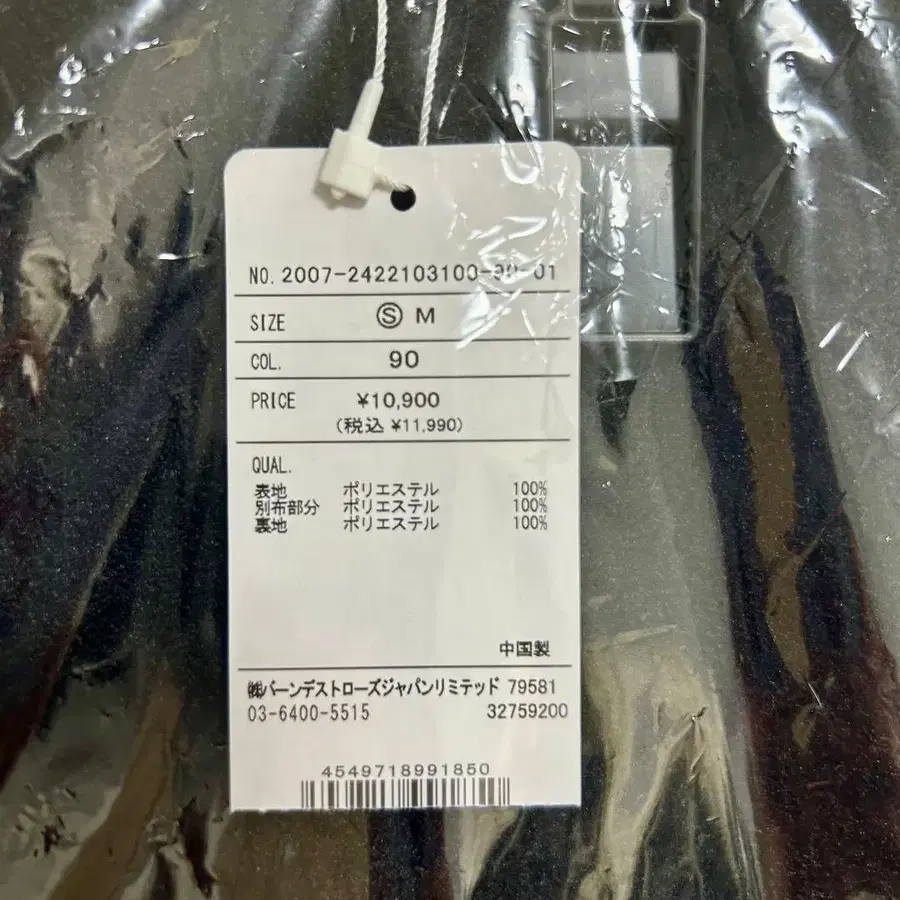 NO. 2007-2422103100-90-01
SIZE Ⓢ M
COL. 90
PRICE ¥10,900
(税込 ¥11,990)
QUAL.
表地 ポリエステル 100%
別布部分 ポリエステル 100%
裏地 ポリエステル 100%
中国製
㈱バーンデストローズジャパンリミテッド 79581
03-6400-5515 32759200
4549718991850